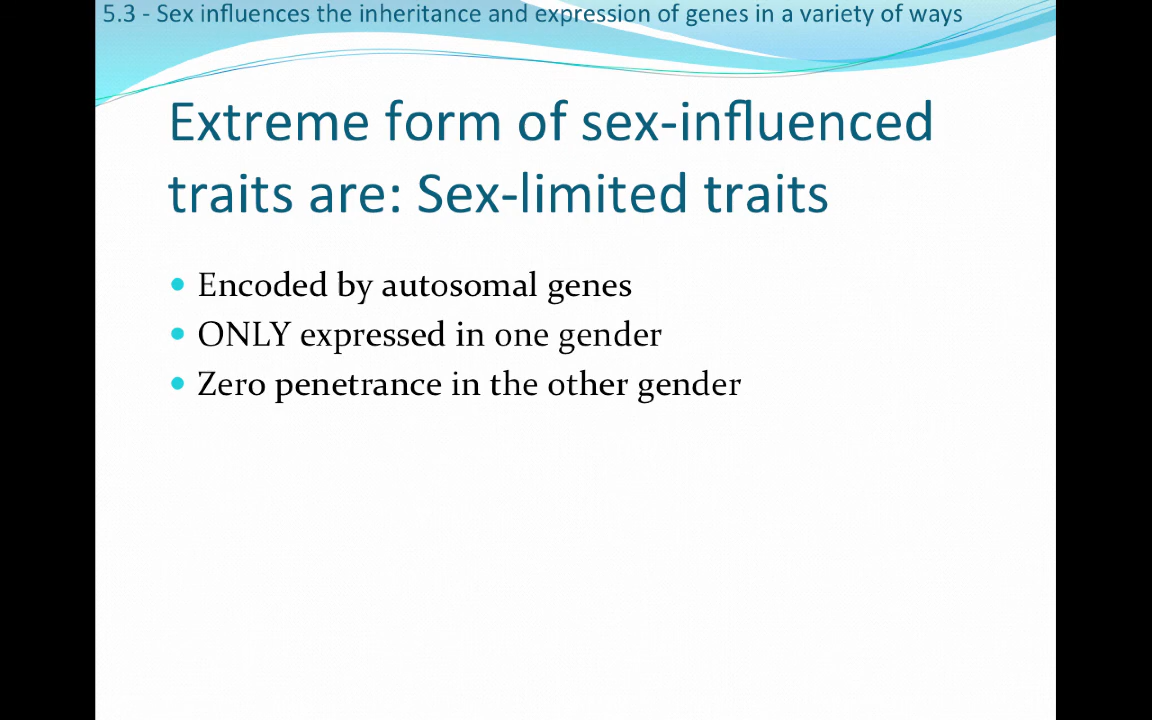 5.3 - Sex influences the inheritance and expression of genes in a variety of ways
Extreme form of sex-influenced
traits are: Sex-limited traits
• Encoded by autosomal genes
• ONLY expressed in one gender
• Zero penetrance in the other gender